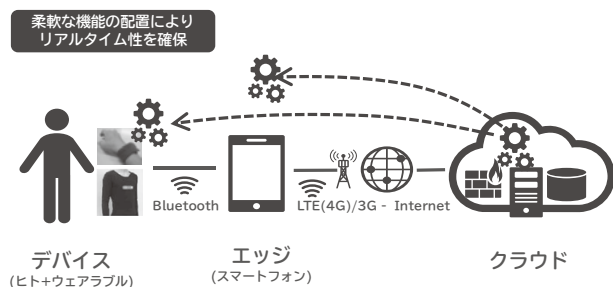 柔軟な機能の配置により
リアルタイム性を確保
Bluetooth
LTE(4G)/3G - Internet
デバイス
(ヒト+ウェアラブル)
エッジ
(スマートフォン)
クラウド